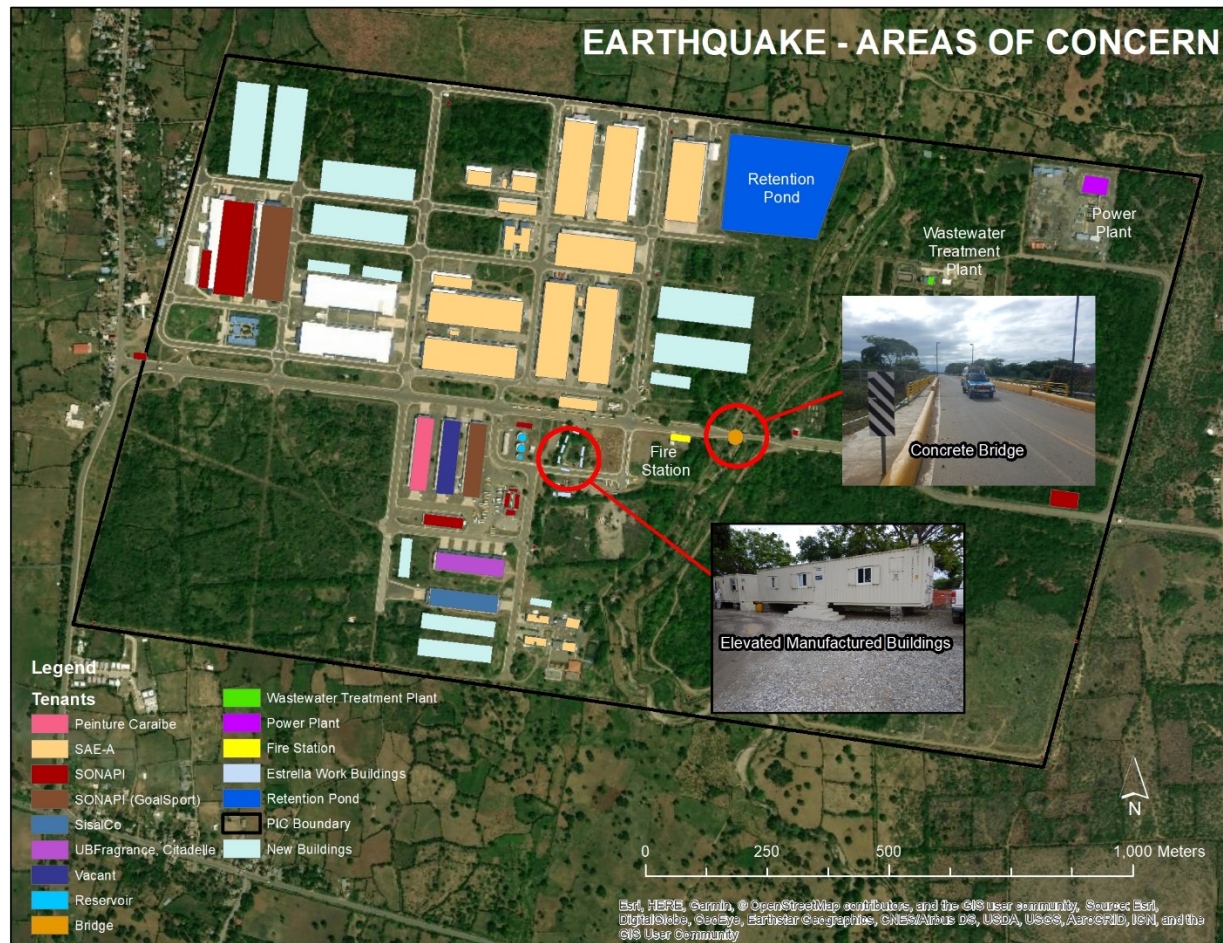 EARTHQUAKE - AREAS OF CONCERN
Retention
Pond
Power
Plant
Wastewater
Treatment
Plant
Concrete Bridge
Fire
Station
Elevated Manufactured Buildings
Legend
Tenants
Peinture Caraibe
SAE-A
SONAPI
SONAPI (GoalSport)
SisalCo
UBFragrance, Citadelle
Vacant
Reservoir
Bridge
Wastewater Treatment Plant
Power Plant
Fire Station
Estrella Work Buildings
Retention Pond
PIC Boundary
New Buildings
N
0 250 500 1,000 Meters
Esri, HERE, Garmin, © OpenStreetMap contributors, and the GIS user community, Source: Esri,
DigitalGlobe, GeoEye, Earthstar Geographics, CNES/Airbus DS, USDA, USGS, AeroGRID, IGN, and the
GIS User Community